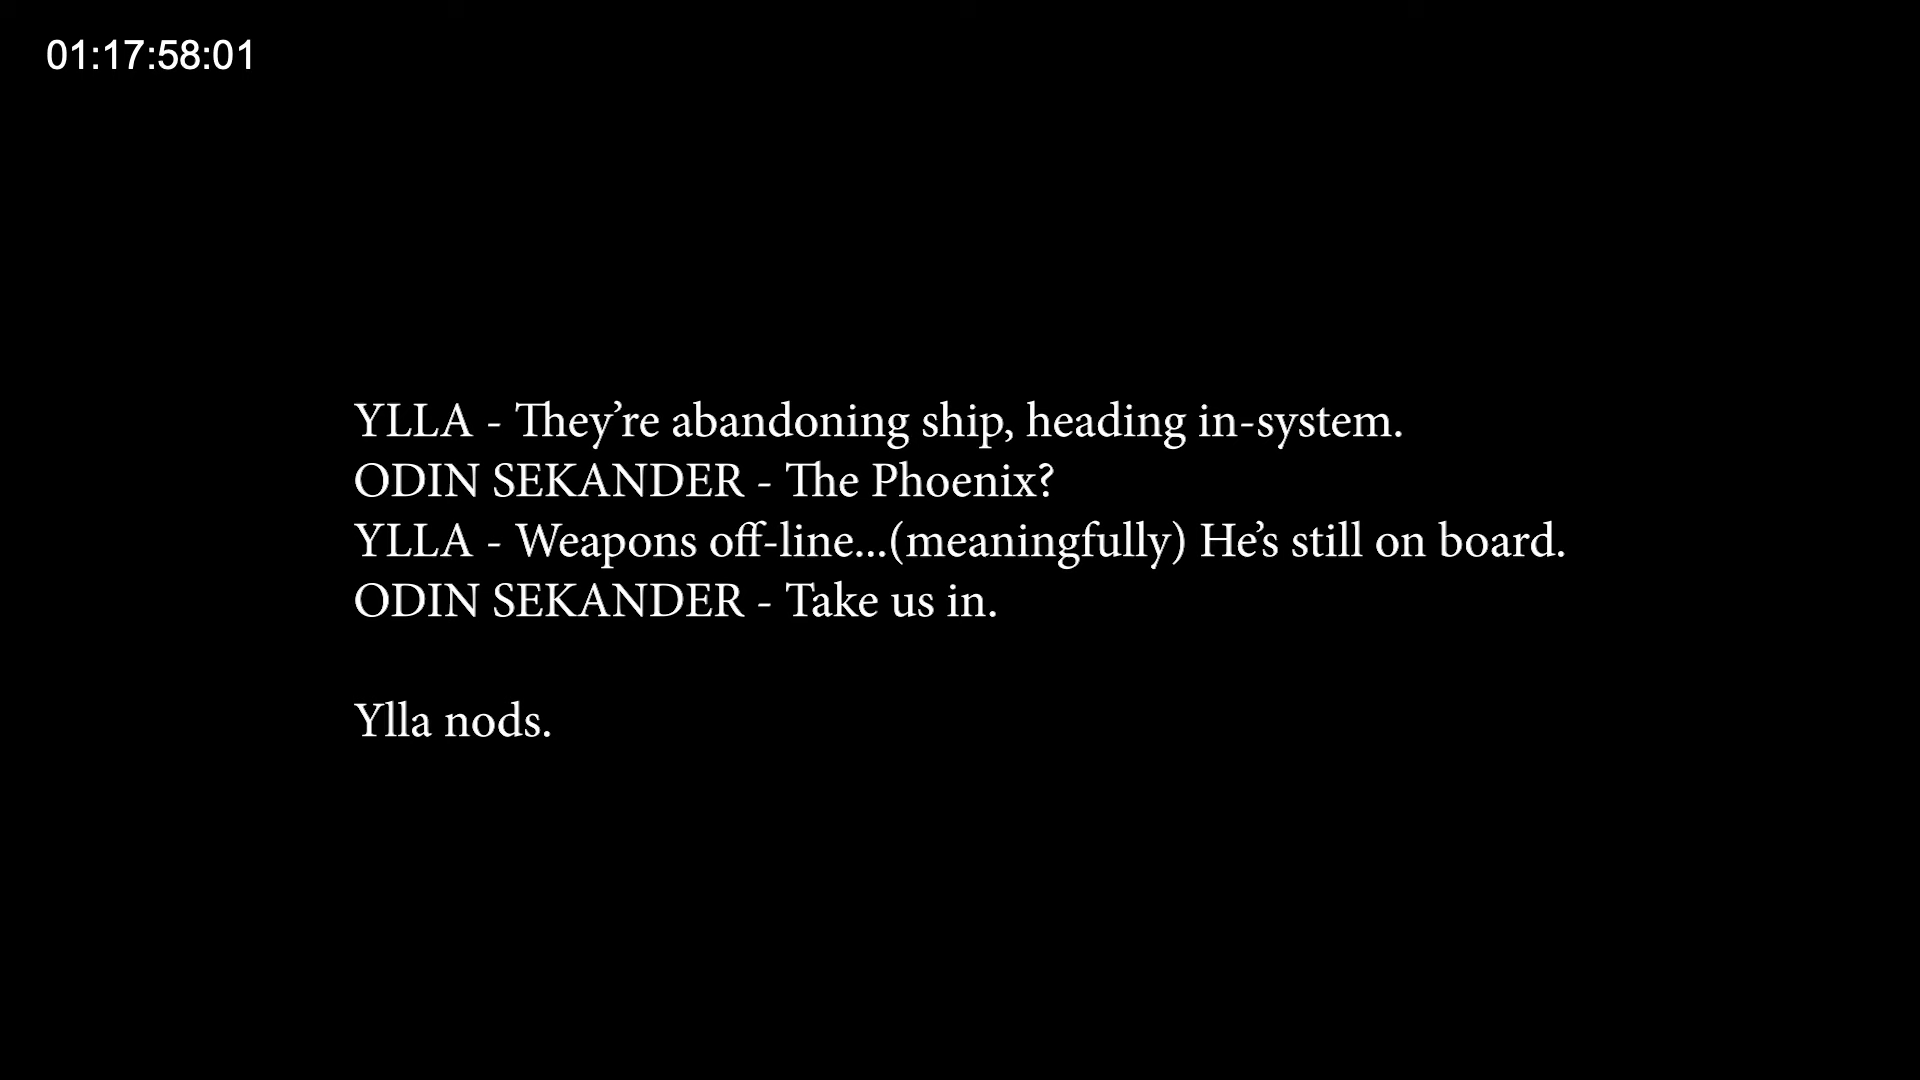 01:17:58:01
YLLA - They’re abandoning ship, heading in-system.
ODIN SEKANDER - The Phoenix?
YLLA - Weapons off-line...(meaningfully) He’s still on board.
ODIN SEKANDER - Take us in.
Ylla nods.